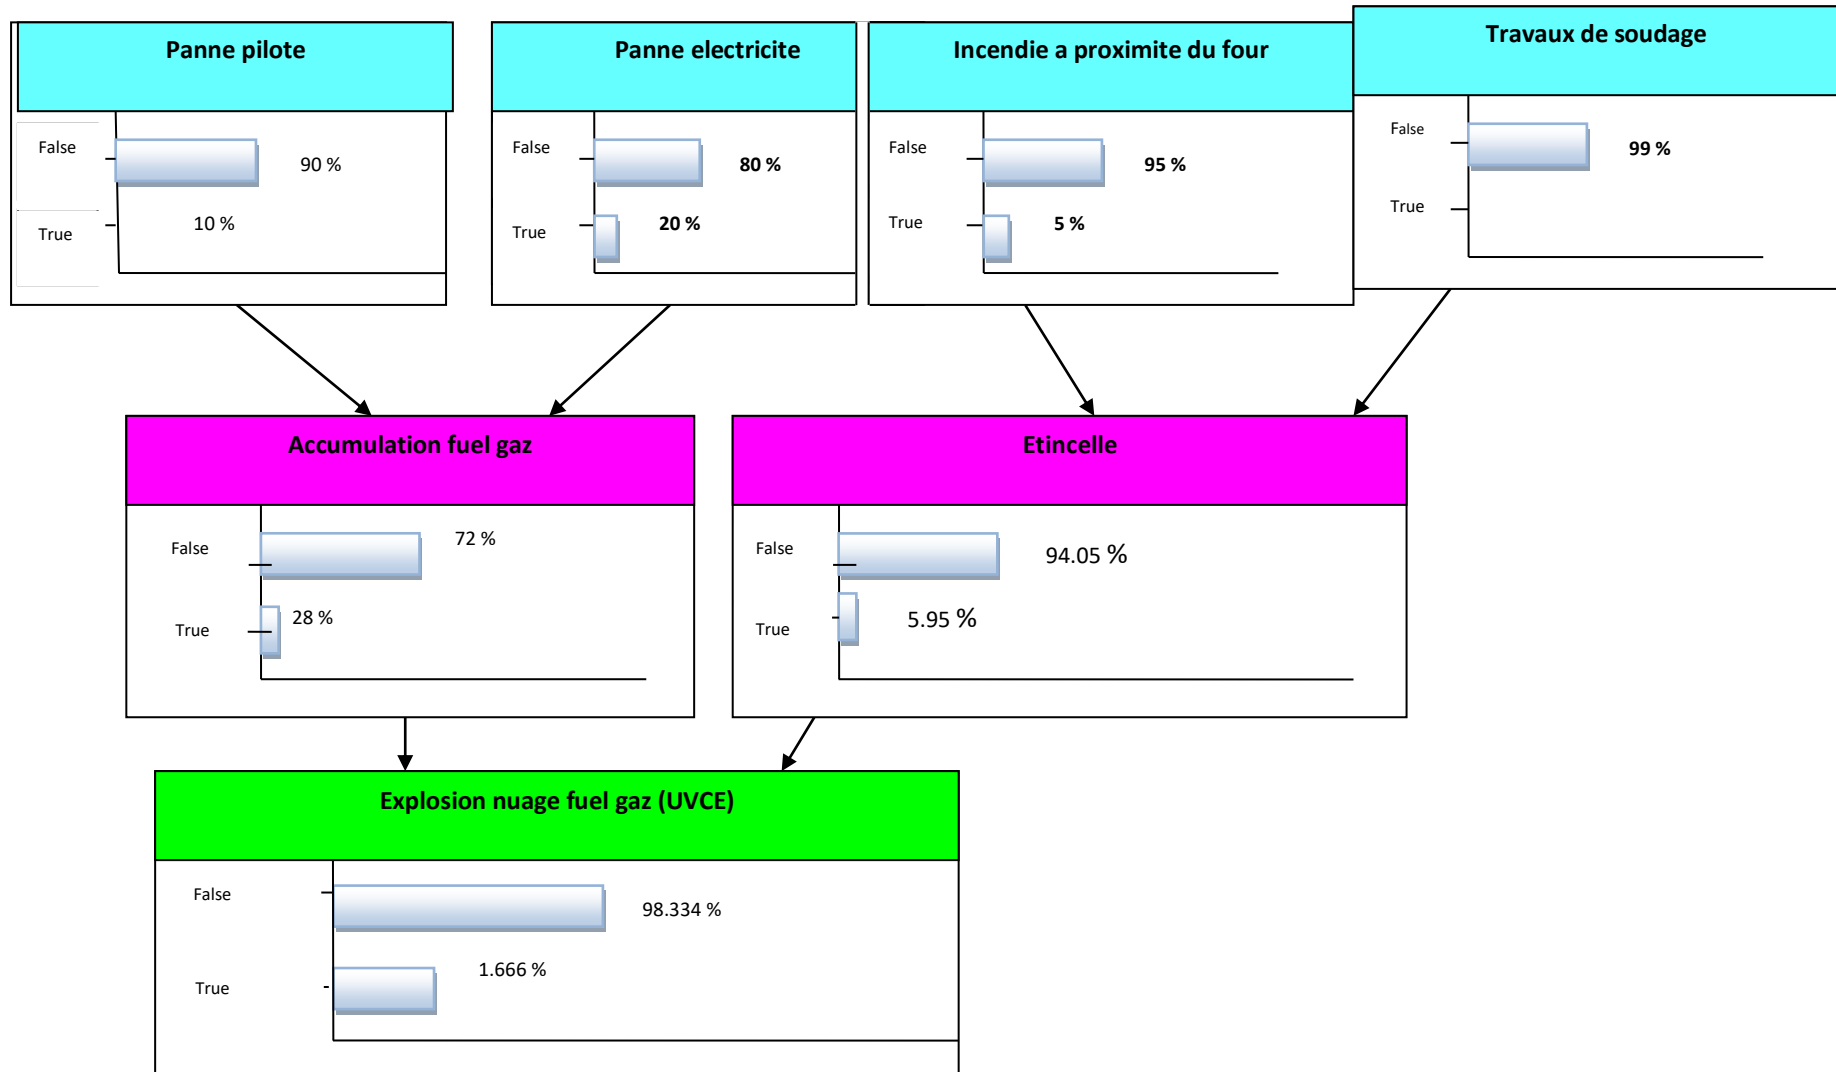 Panne pilote
False
90 %
True
10 %
Panne electricite
False
80 %
True
20 %
Incendie a proximite du four
False
95 %
True
5 %
Travaux de soudage
False
99 %
True
Accumulation fuel gaz
False
72 %
True
28 %
Etincelle
False
94.05 %
True
5.95 %
Explosion nuage fuel gaz (UVCE)
False
98.334 %
True
1.666 %